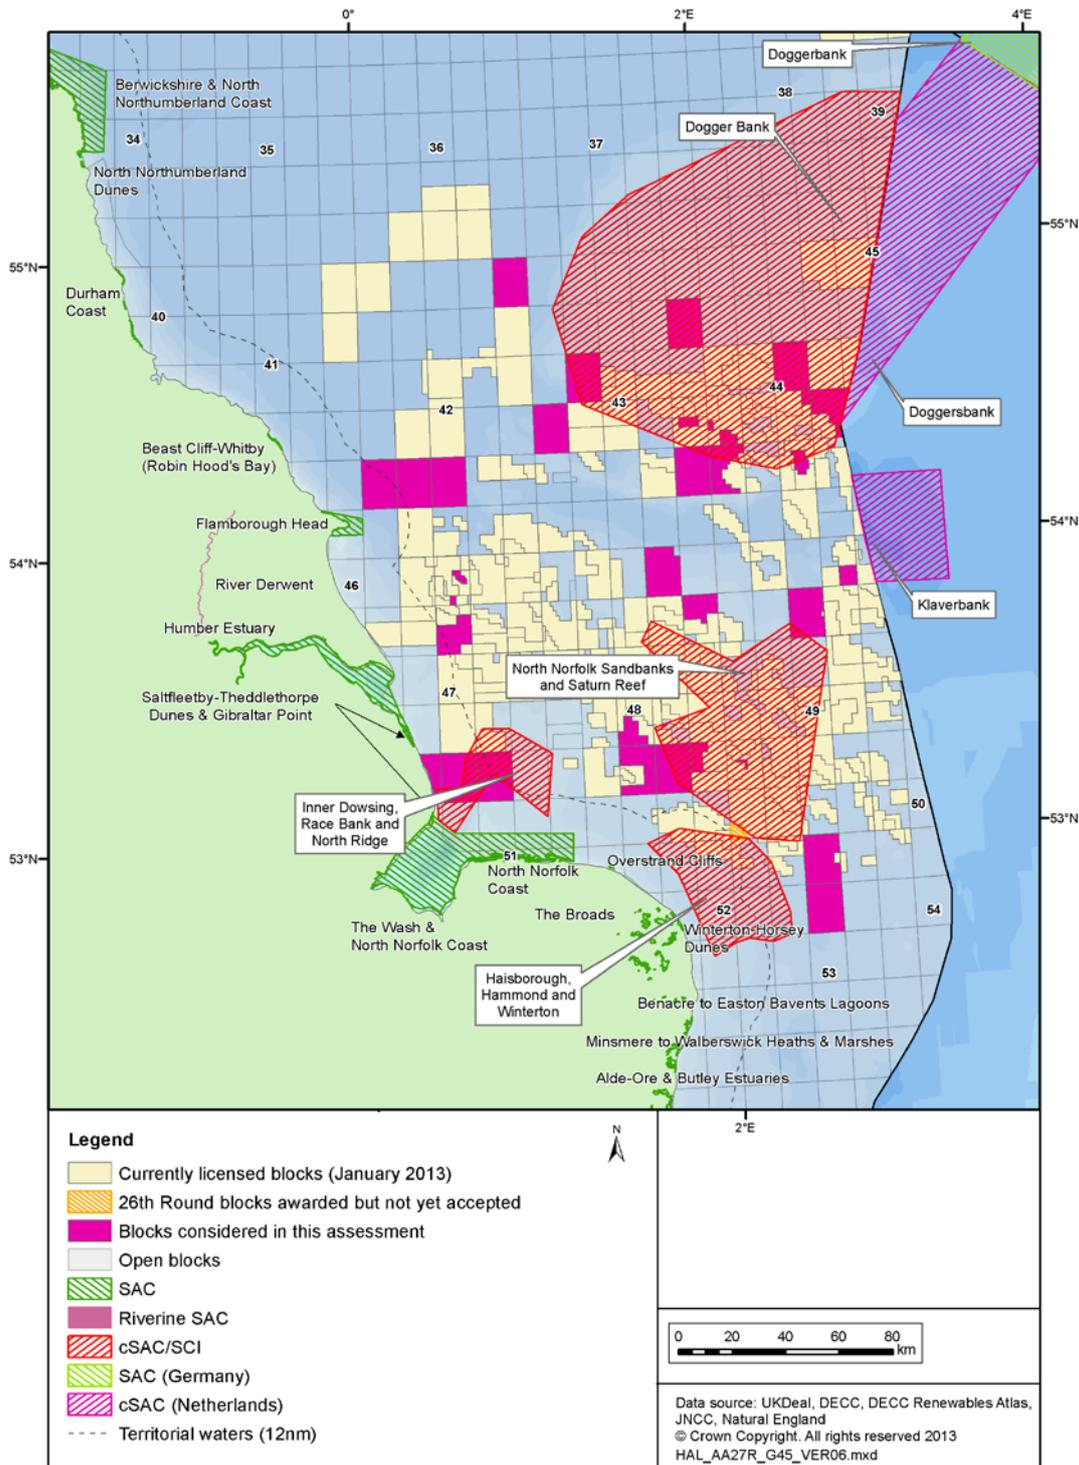 0°
2°E
4°E
Doggerbank
38
Berwickshire & North
Northumberland Coast
39
Dogger Bank
34
35
36
37
North Northumberland
Dunes
55°N
45
55°N
Durham
Coast
40
41
44
43
42
Doggersbank
Beast Cliff-Whitby
(Robin Hood's Bay)
Flamborough Head
54°N
54°N
River Derwent
46
Klaverbank
Humber Estuary
North Norfolk Sandbanks
and Saturn Reef
47
Saltfleetby-Theddlethorpe
Dunes & Gibraltar Point
48
49
50
Inner Dowsing,
Race Bank and
North Ridge
53°N
53°N
51
Overstrand Cliffs
North Norfolk
Coast
The Broads
52
54
The Wash &
North Norfolk Coast
Winterton-Horsey
Dunes
53
Haisborough,
Hammond and
Winterton
Benacre to Easton Bavents Lagoons
Minsmere to Walberswick Heaths & Marshes
Alde-Ore & Butley Estuaries
2°E
Legend
N
Currently licensed blocks (January 2013)
26th Round blocks awarded but not yet accepted
Blocks considered in this assessment
Open blocks
SAC
Riverine SAC
cSAC/SCI
SAC (Germany)
cSAC (Netherlands)
Territorial waters (12nm)
0 20 40 60 80
km
Data source: UKDeal, DECC, DECC Renewables Atlas,
JNCC, Natural England
© Crown Copyright. All rights reserved 2013
HAL_AA27R_G45_VER06.mxd